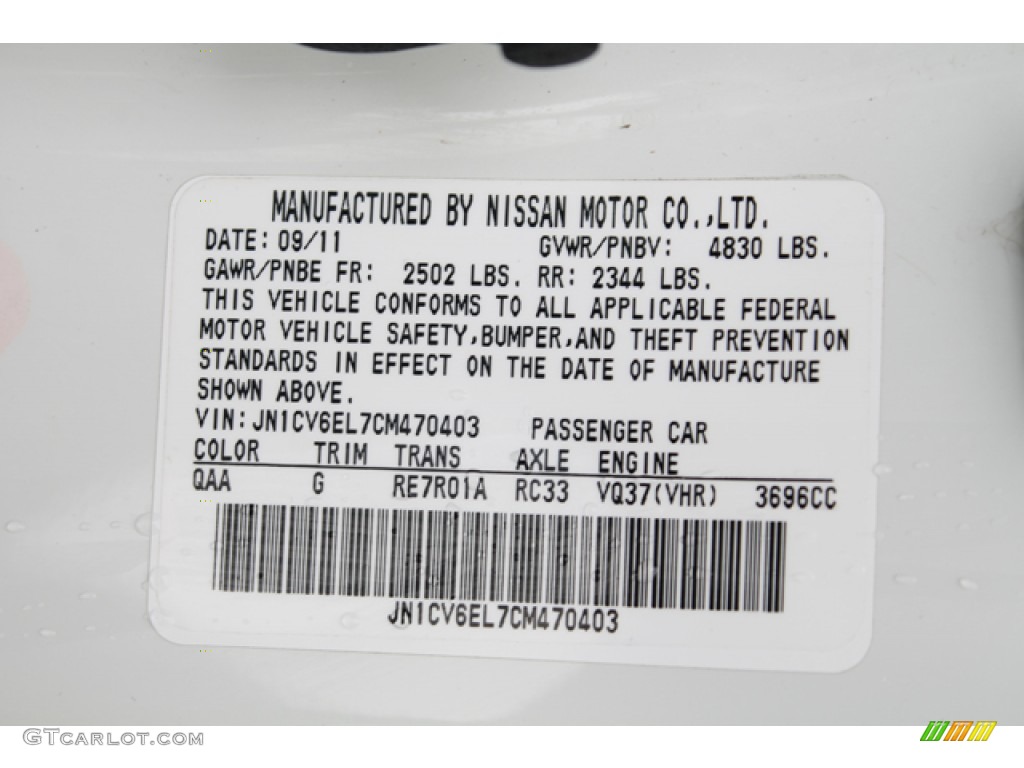 MANUFACTURED BY NISSAN MOTOR CO.,LTD.
DATE: 09/11 GVWR/PNBV: 4830 LBS.
GAWR/PNBE FR: 2502 LBS. RR: 2344 LBS.
THIS VEHICLE CONFORMS TO ALL APPLICABLE FEDERAL
MOTOR VEHICLE SAFETY,BUMPER,AND THEFT PREVENTION
STANDARDS IN EFFECT ON THE DATE OF MANUFACTURE
SHOWN ABOVE.
VIN:JN1CV6EL7CM470403 PASSENGER CAR
COLOR TRIM TRANS AXLE ENGINE
QAA G RE7R01A RC33 VQ37(VHR) 3696CC
JN1CV6EL7CM470403
GTCARLOT.COM